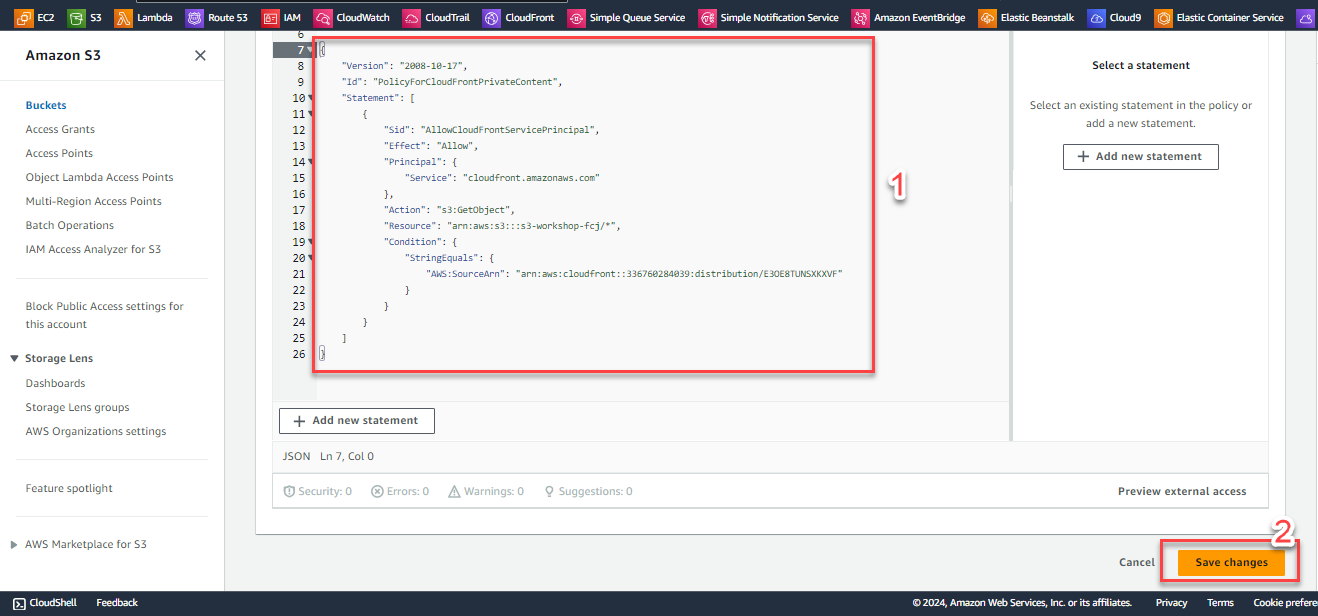 EC2 S3 Lambda Route 53 IAM CloudWatch CloudTrail CloudFront Simple Queue Service Simple Notification Service Amazon EventBridge Elastic Beanstalk Cloud9 Elastic Container Service
Amazon S3
Buckets
Access Grants
Access Points
Object Lambda Access Points
Multi-Region Access Points
Batch Operations
IAM Access Analyzer for S3
Block Public Access settings for
this account
Storage Lens
Dashboards
Storage Lens groups
AWS Organizations settings
Feature spotlight
AWS Marketplace for S3
6
7 {
8 "Version": "2008-10-17",
9 "Id": "PolicyForCloudFrontPrivateContent",
10 "Statement": [
11 {
12 "Sid": "AllowCloudFrontServicePrincipal",
13 "Effect": "Allow",
14 "Principal": {
15 "Service": "cloudfront.amazonaws.com"
16 },
17 "Action": "s3:GetObject",
18 "Resource": "arn:aws:s3:::s3-workshop-fcj/*",
19 "Condition": {
20 "StringEquals": {
21 "AWS:SourceArn": "arn:aws:cloudfront::336760284039:distribution/E3OE8TUNSXKXVF"
22 }
23 }
24 }
25 ]
26 }
1
Select a statement
Select an existing statement in the policy or
add a new statement.
Add new statement
Add new statement
JSON Ln 7, Col 0
Security: 0 Errors: 0 Warnings: 0 Suggestions: 0
Preview external access
2
Cancel Save changes
CloudShell Feedback © 2024, Amazon Web Services, Inc. or its affiliates. Privacy Terms Cookie prefere